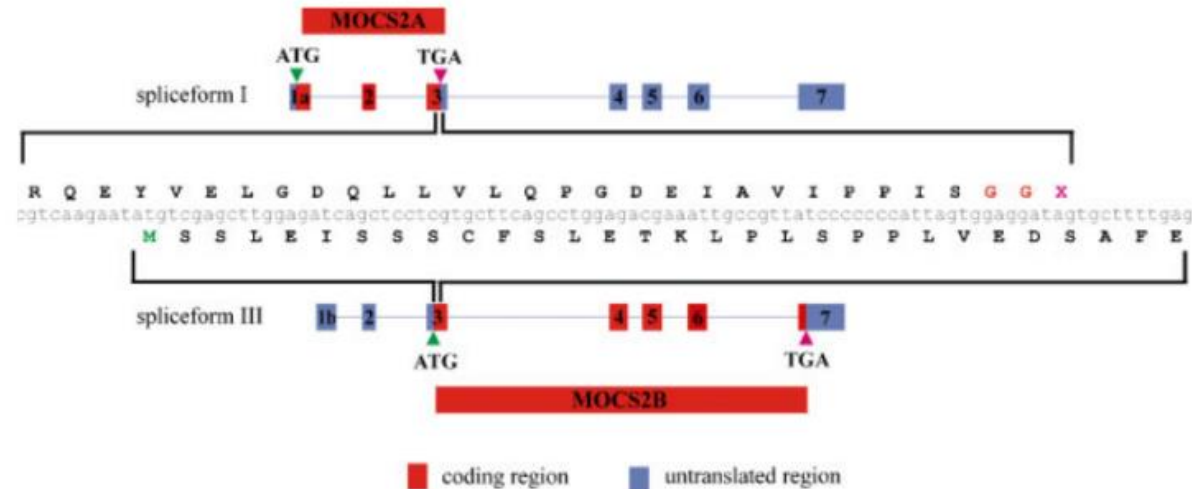 MOCS2A
ATG TGA
spliceform I 1a 2 3 4 5 6 7
R Q E Y V E L G D Q L L V L Q P G D E I A V I P P I S G G X
cgtcaagaatatgtcgagcttggagatcagctcctcgtgcttcagcctggagacgaaattgccgttatcccccccattagtggaggatagtgcttttgag
M S S L E I S S S C F S L E T K L P L S P P L V E D S A F E
spliceform III 1b 2 3 4 5 6 7
ATG TGA
MOCS2B
coding region untranslated region